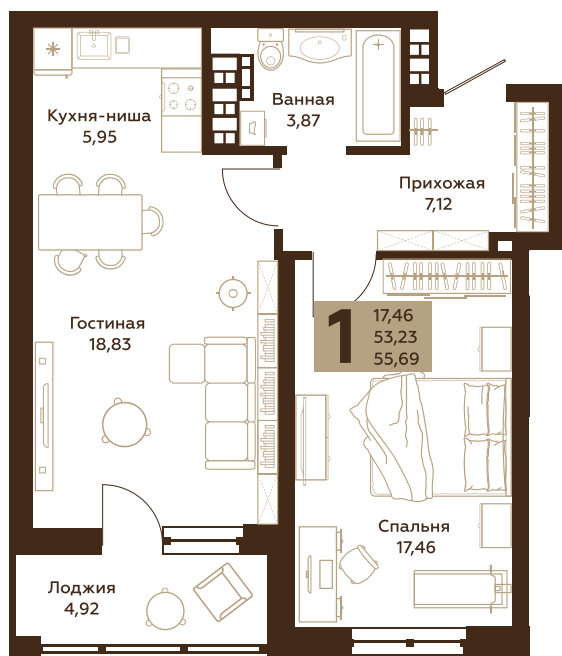 Кухня-ниша
5,95
Ванная
3,87
Прихожая
7,12
Гостиная
18,83
1
17,46
53,23
55,69
Спальня
17,46
Лоджия
4,92